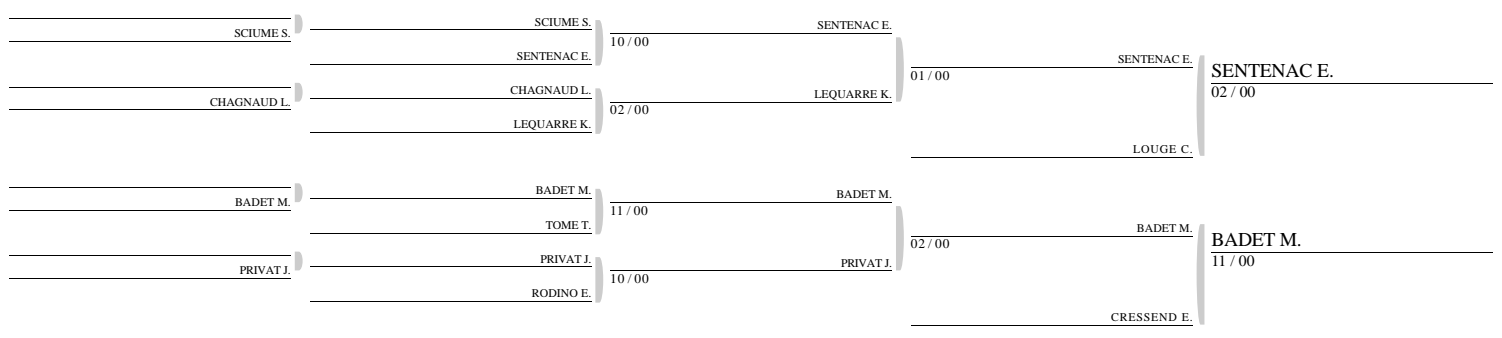 SCIUME S.
CHAGNAUD L.
BADET M.
PRIVAT J.
SCIUME S.
SENTENAC E.
CHAGNAUD L.
LEQUARRE K.
BADET M.
TOME T.
PRIVAT J.
RODINO E.
SENTENAC E.
10 / 00
LEQUARRE K.
02 / 00
BADET M.
11 / 00
PRIVAT J.
10 / 00
SENTENAC E.
01 / 00
LOUGE C.
BADET M.
02 / 00
CRESSEND E.
SENTENAC E.
02 / 00
BADET M.
11 / 00